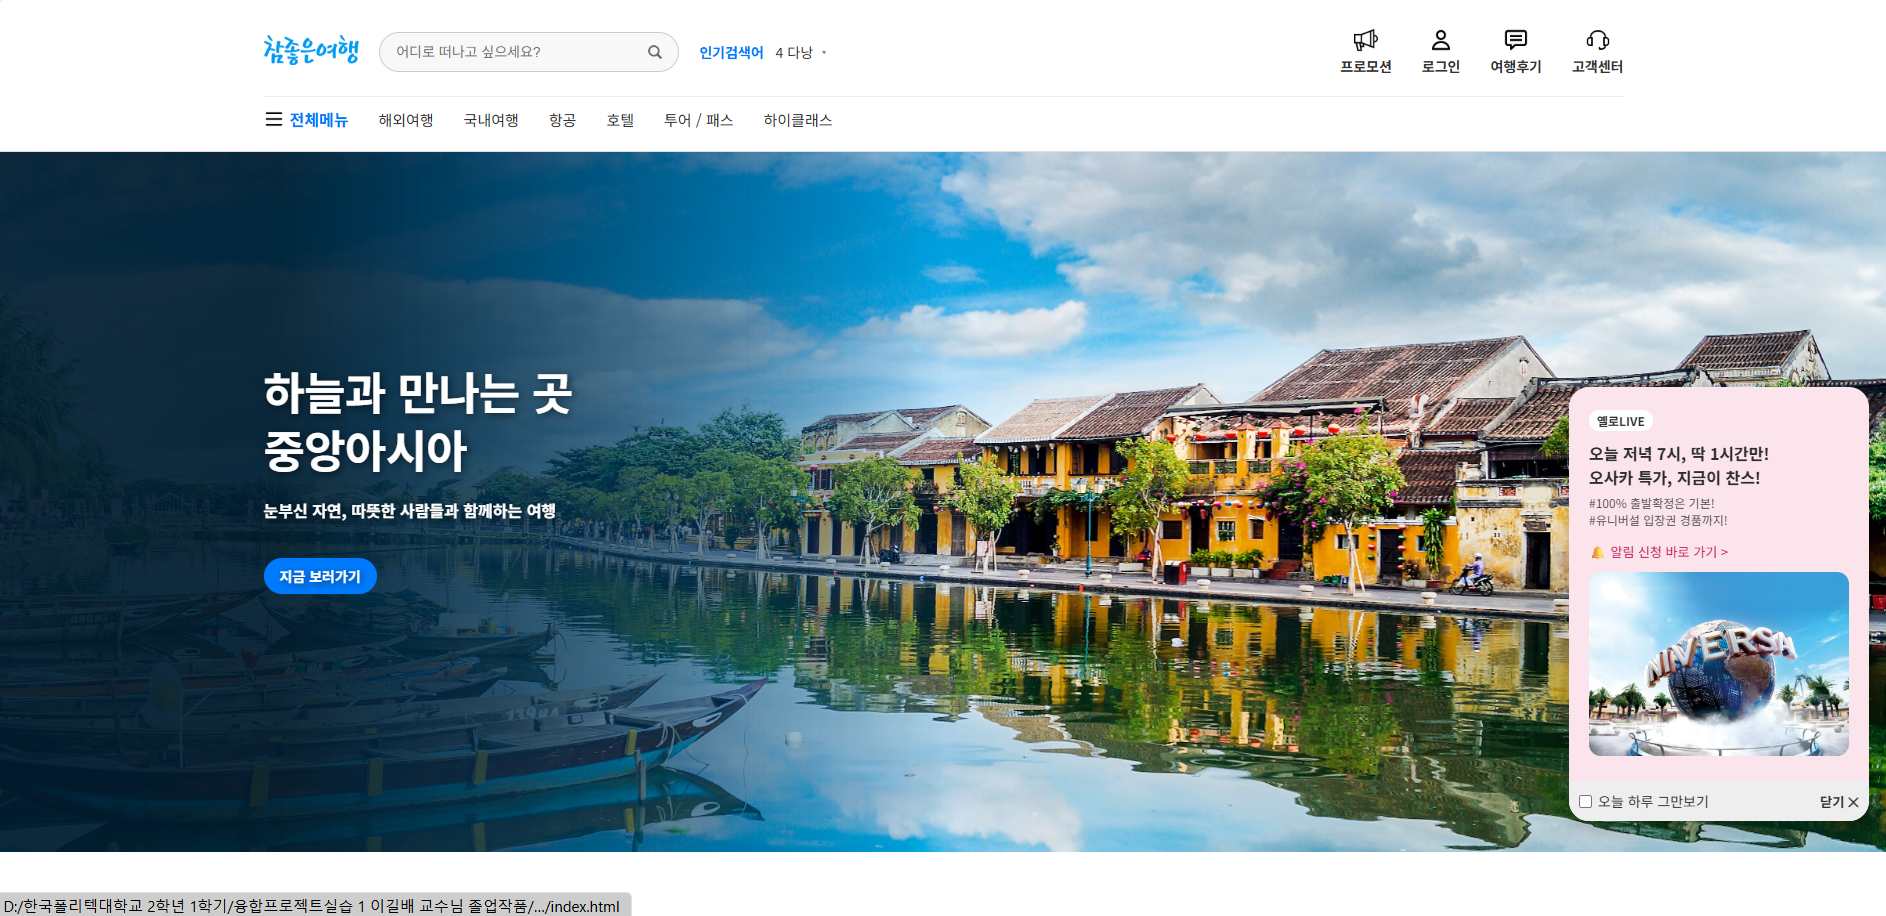 참좋은여행
어디로 떠나고 싶으세요?
인기검색어 4 다낭
프로모션 로그인 여행후기 고객센터
전체메뉴 해외여행 국내여행 항공 호텔 투어 / 패스 하이클래스
하늘과 만나는 곳
중앙아시아
눈부신 자연, 따뜻한 사람들과 함께하는 여행
지금 보러가기
옐로LIVE
오늘 저녁 7시, 딱 1시간만!
오사카 특가, 지금이 찬스!
#100% 출발확정은 기본!
#유니버설 입장권 경품까지!
알림 신청 바로 가기 >
NIVERSA
오늘 하루 그만보기
닫기
D:/한국폴리텍대학교 2학년 1학기/융합프로젝트실습 1 이길배 교수님 졸업작품/.../index.html